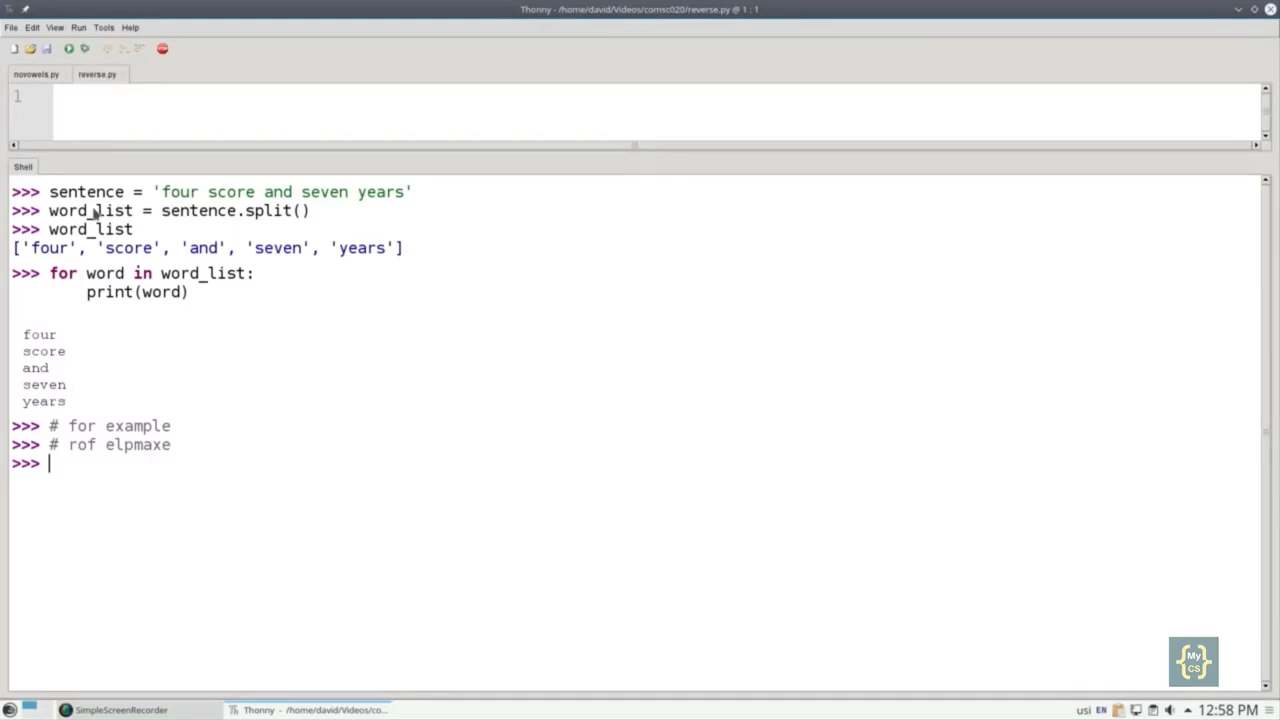 Thonny - /home/david/Videos/comsc020/reverse.py @ 1 : 1
File Edit View Run Tools Help
novowels.py reverse.py
1
Shell
>>> sentence = 'four score and seven years'
>>> word_list = sentence.split()
>>> word_list
['four', 'score', 'and', 'seven', 'years']
>>> for word in word_list:
print(word)
four
score
and
seven
years
>>> # for example
>>> # rof elpmaxe
>>>
{My CS}
SimpleScreenRecorder Thonny - /home/david/Videos/co... usi EN 12:58 PM